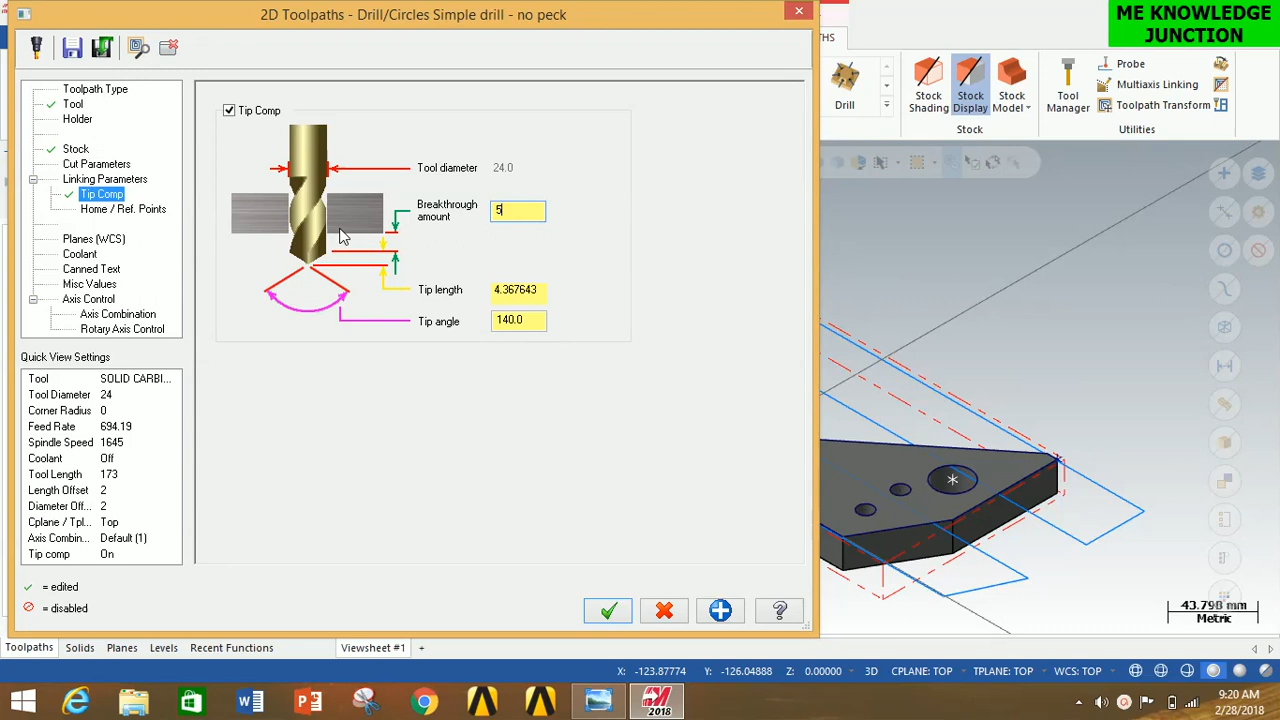 2D Toolpaths - Drill/Circles Simple drill - no peck
ME KNOWLEDGE
JUNCTION
Toolpath Type
Tool
Holder
Stock
Cut Parameters
Linking Parameters
Tip Comp
Home / Ref. Points
Planes (WCS)
Coolant
Canned Text
Misc Values
Axis Control
Axis Combination
Rotary Axis Control
Quick View Settings
Tool SOLID CARBI...
Tool Diameter 24
Corner Radius 0
Feed Rate 694.19
Spindle Speed 1645
Coolant Off
Tool Length 173
Length Offset 2
Diameter Off... 2
Cplane / Tpl... Top
Axis Combin... Default (1)
Tip comp On
= edited
= disabled
Tip Comp
Tool diameter 24.0
Breakthrough
amount
5
Tip length 4.367643
Tip angle 140.0
THS
Drill
Stock
Shading
Stock
Display
Stock
Model
Stock
Tool
Manager
Probe
Multiaxis Linking
Toolpath Transform
Utilities
43.798 mm
Metric
Toolpaths Solids Planes Levels Recent Functions Viewsheet #1 +
X: -123.87774 Y: -126.04888 Z: 0.00000 3D CPLANE: TOP TPLANE: TOP WCS: TOP
2018
9:20 AM
2/28/2018